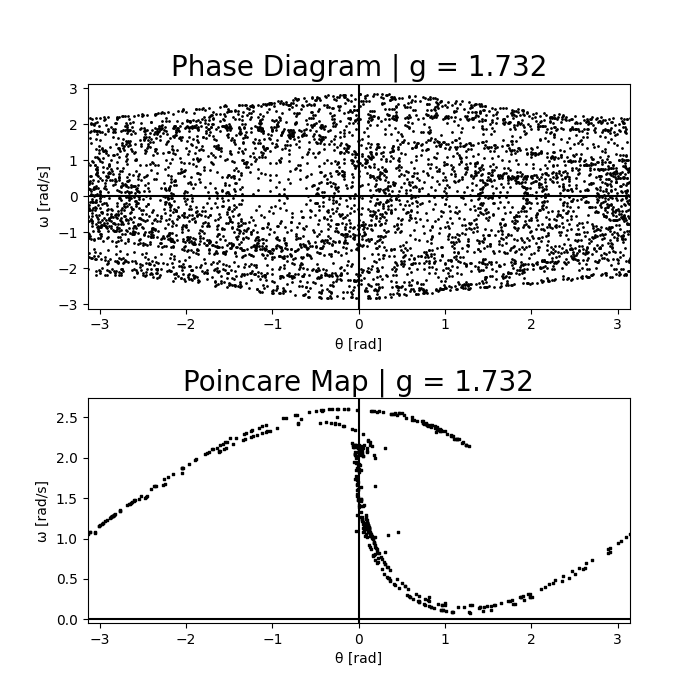 Phase Diagram | g = 1.732
3
2
1
0
−1
−2
−3
ω [rad/s]
−3 −2 −1 0 1 2 3
θ [rad]
Poincare Map | g = 1.732
2.5
2.0
1.5
1.0
0.5
0.0
ω [rad/s]
−3 −2 −1 0 1 2 3
θ [rad]